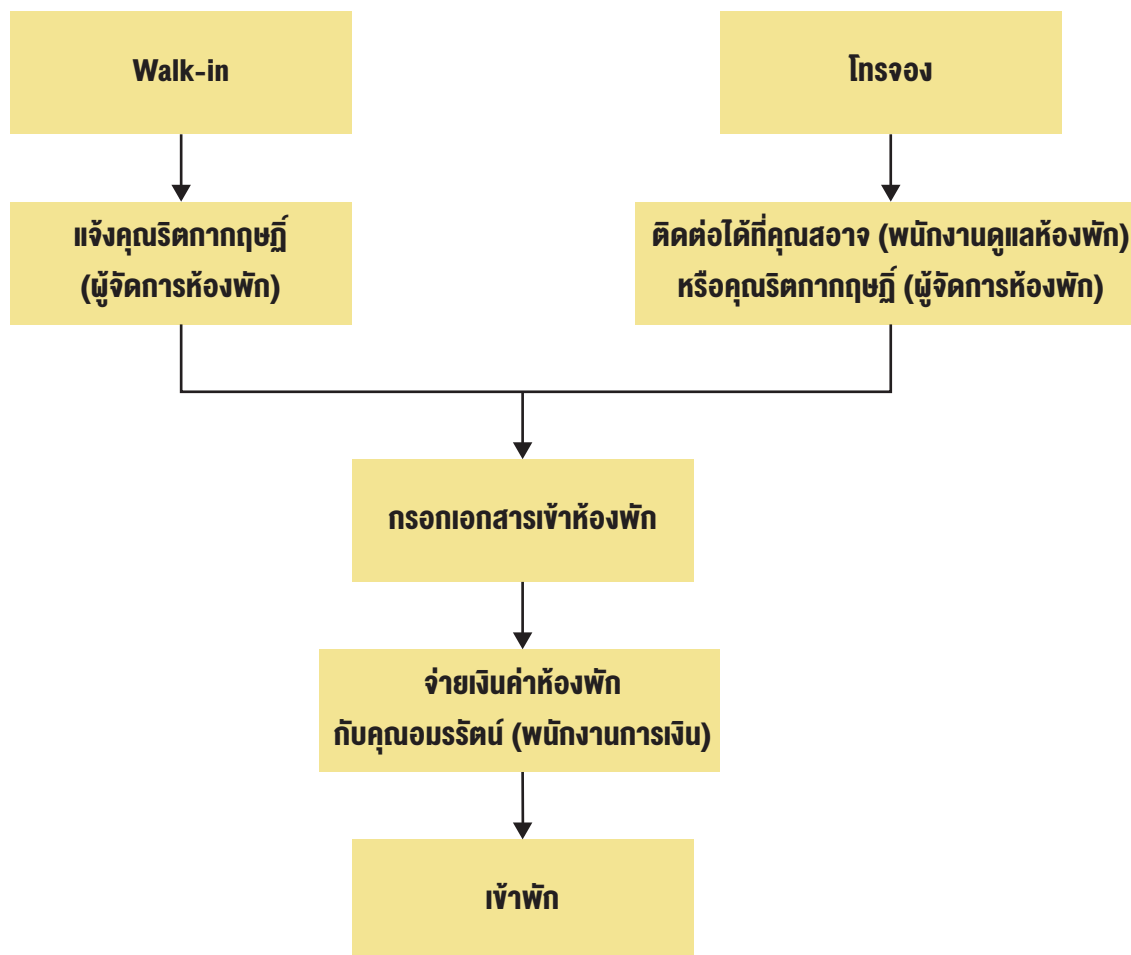 Walk-in
โทรจอง
แจ้งคุณริตกากฤษฎิ์
(ผู้จัดการห้องพัก)
ติดต่อได้ที่คุณสอาจ (พนักงานดูแลห้องพัก)
หรือคุณริตกากฤษฎิ์ (ผู้จัดการห้องพัก)
กรอกเอกสารเข้าห้องพัก
จ่ายเงินค่าห้องพัก
กับคุณอมรรัตน์ (พนักงานการเงิน)
เข้าพัก